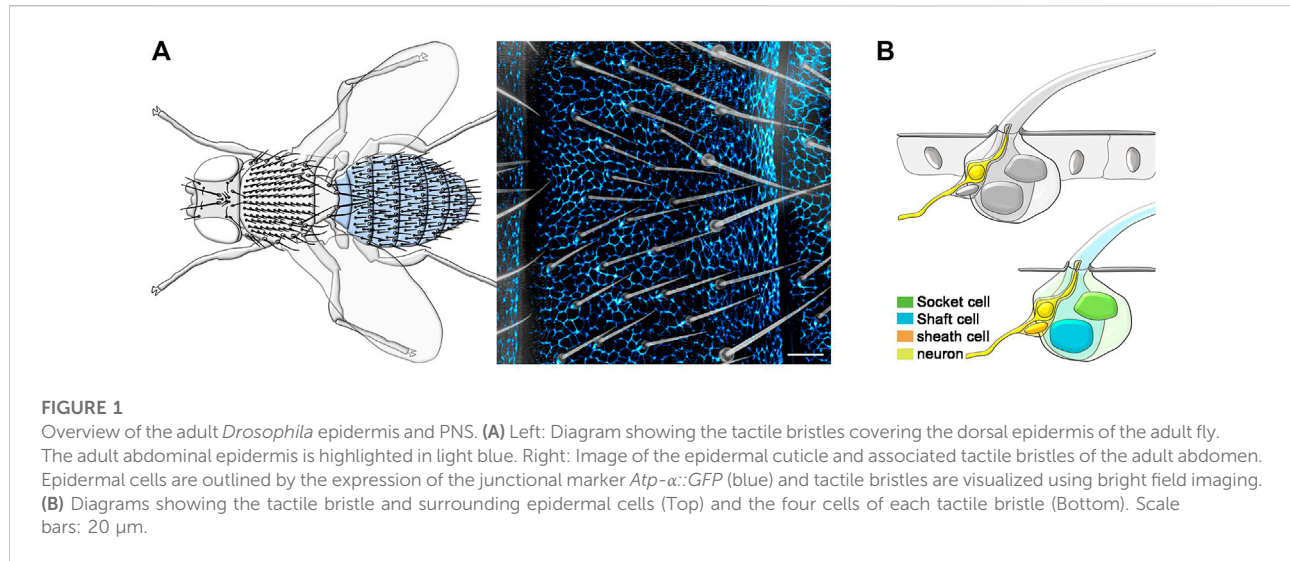 A
B
Socket cell
Shaft cell
sheath cell
neuron
FIGURE 1
Overview of the adult Drosophila epidermis and PNS. (A) Left: Diagram showing the tactile bristles covering the dorsal epidermis of the adult fly.
The adult abdominal epidermis is highlighted in light blue. Right: Image of the epidermal cuticle and associated tactile bristles of the adult abdomen.
Epidermal cells are outlined by the expression of the junctional marker Atp-α::GFP (blue) and tactile bristles are visualized using bright field imaging.
(B) Diagrams showing the tactile bristle and surrounding epidermal cells (Top) and the four cells of each tactile bristle (Bottom). Scale
bars: 20 µm.